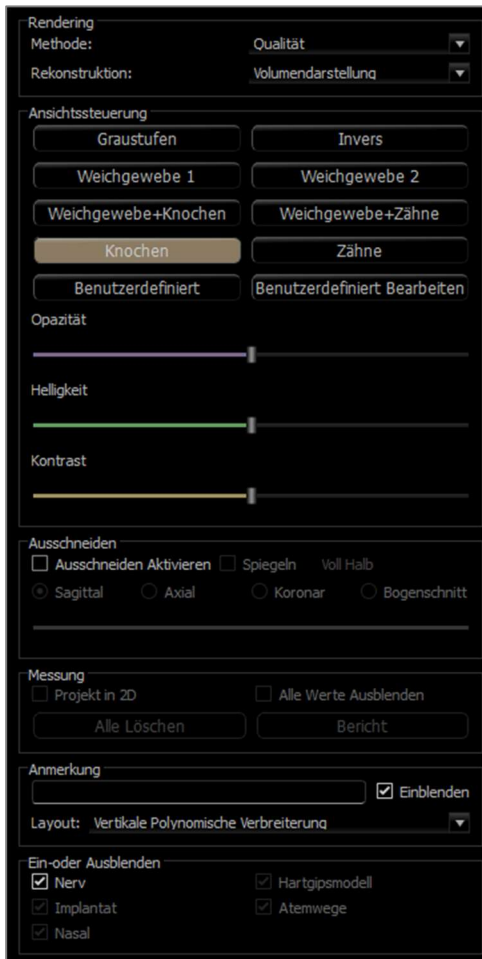 Rendering
Methode: Qualität
Rekonstruktion: Volumendarstellung
Ansichtssteuerung
Graustufen Invers
Weichgewebe 1 Weichgewebe 2
Weichgewebe+Knochen Weichgewebe+Zähne
Knochen Zähne
Benutzerdefiniert Benutzerdefiniert Bearbeiten
Opazität
Helligkeit
Kontrast
Ausschneiden
Ausschneiden Aktivieren Spiegeln Voll Halb
Sagittal Axial Koronar Bogenschnitt
Messung
Projekt in 2D Alle Werte Ausblenden
Alle Löschen Bericht
Anmerkung
Einblenden
Layout: Vertikale Polynomische Verbreiterung
Ein-oder Ausblenden
Nerv Hartgipsmodell
Implantat Atemwege
Nasal